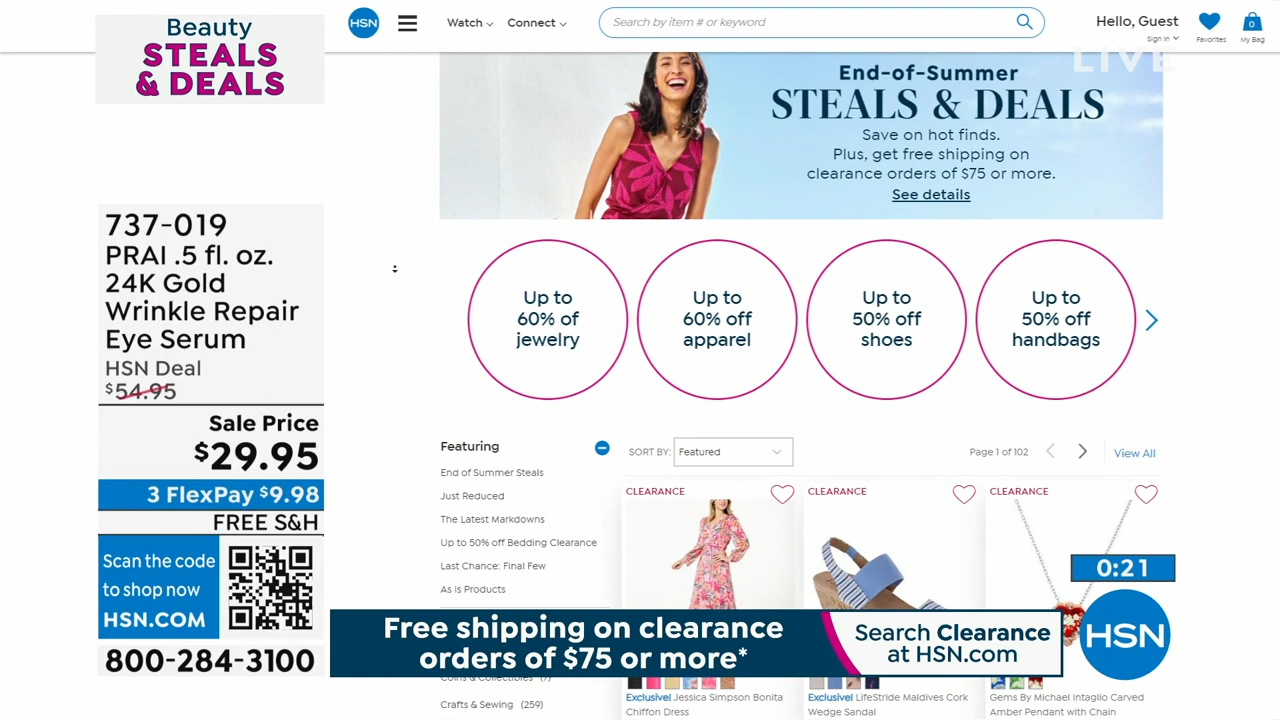 Beauty
STEALS
& DEALS
737-019
PRAI .5 fl. oz.
24K Gold
Wrinkle Repair
Eye Serum
HSN Deal
$54.95
Sale Price
$29.95
3 FlexPay $9.98
FREE S&H
Scan the code
to shop now
HSN.COM
800-284-3100
HSN
Watch
Connect
Search by item # or keyword
Hello, Guest
Sign In
Favorites
0
My Bag
LIVE
End-of-Summer
STEALS & DEALS
Save on hot finds.
Plus, get free shipping on
clearance orders of $75 or more.
See details
Up to
60% of
jewelry
Up to
60% off
apparel
Up to
50% off
shoes
Up to
50% off
handbags
Featuring
End of Summer Steals
Just Reduced
The Latest Markdowns
Up to 50% off Bedding Clearance
Last Chance: Final Few
As Is Products
Coins & Collectibles (7)
Crafts & Sewing (259)
SORT BY: Featured
Page 1 of 102
View All
CLEARANCE
CLEARANCE
CLEARANCE
Exclusive! Jessica Simpson Bonita
Chiffon Dress
Exclusive! LifeStride Maldives Cork
Wedge Sandal
Gems By Michael Intaglio Carved
Amber Pendant with Chain
0:21
Free shipping on clearance
orders of $75 or more*
Search Clearance
at HSN.com
HSN